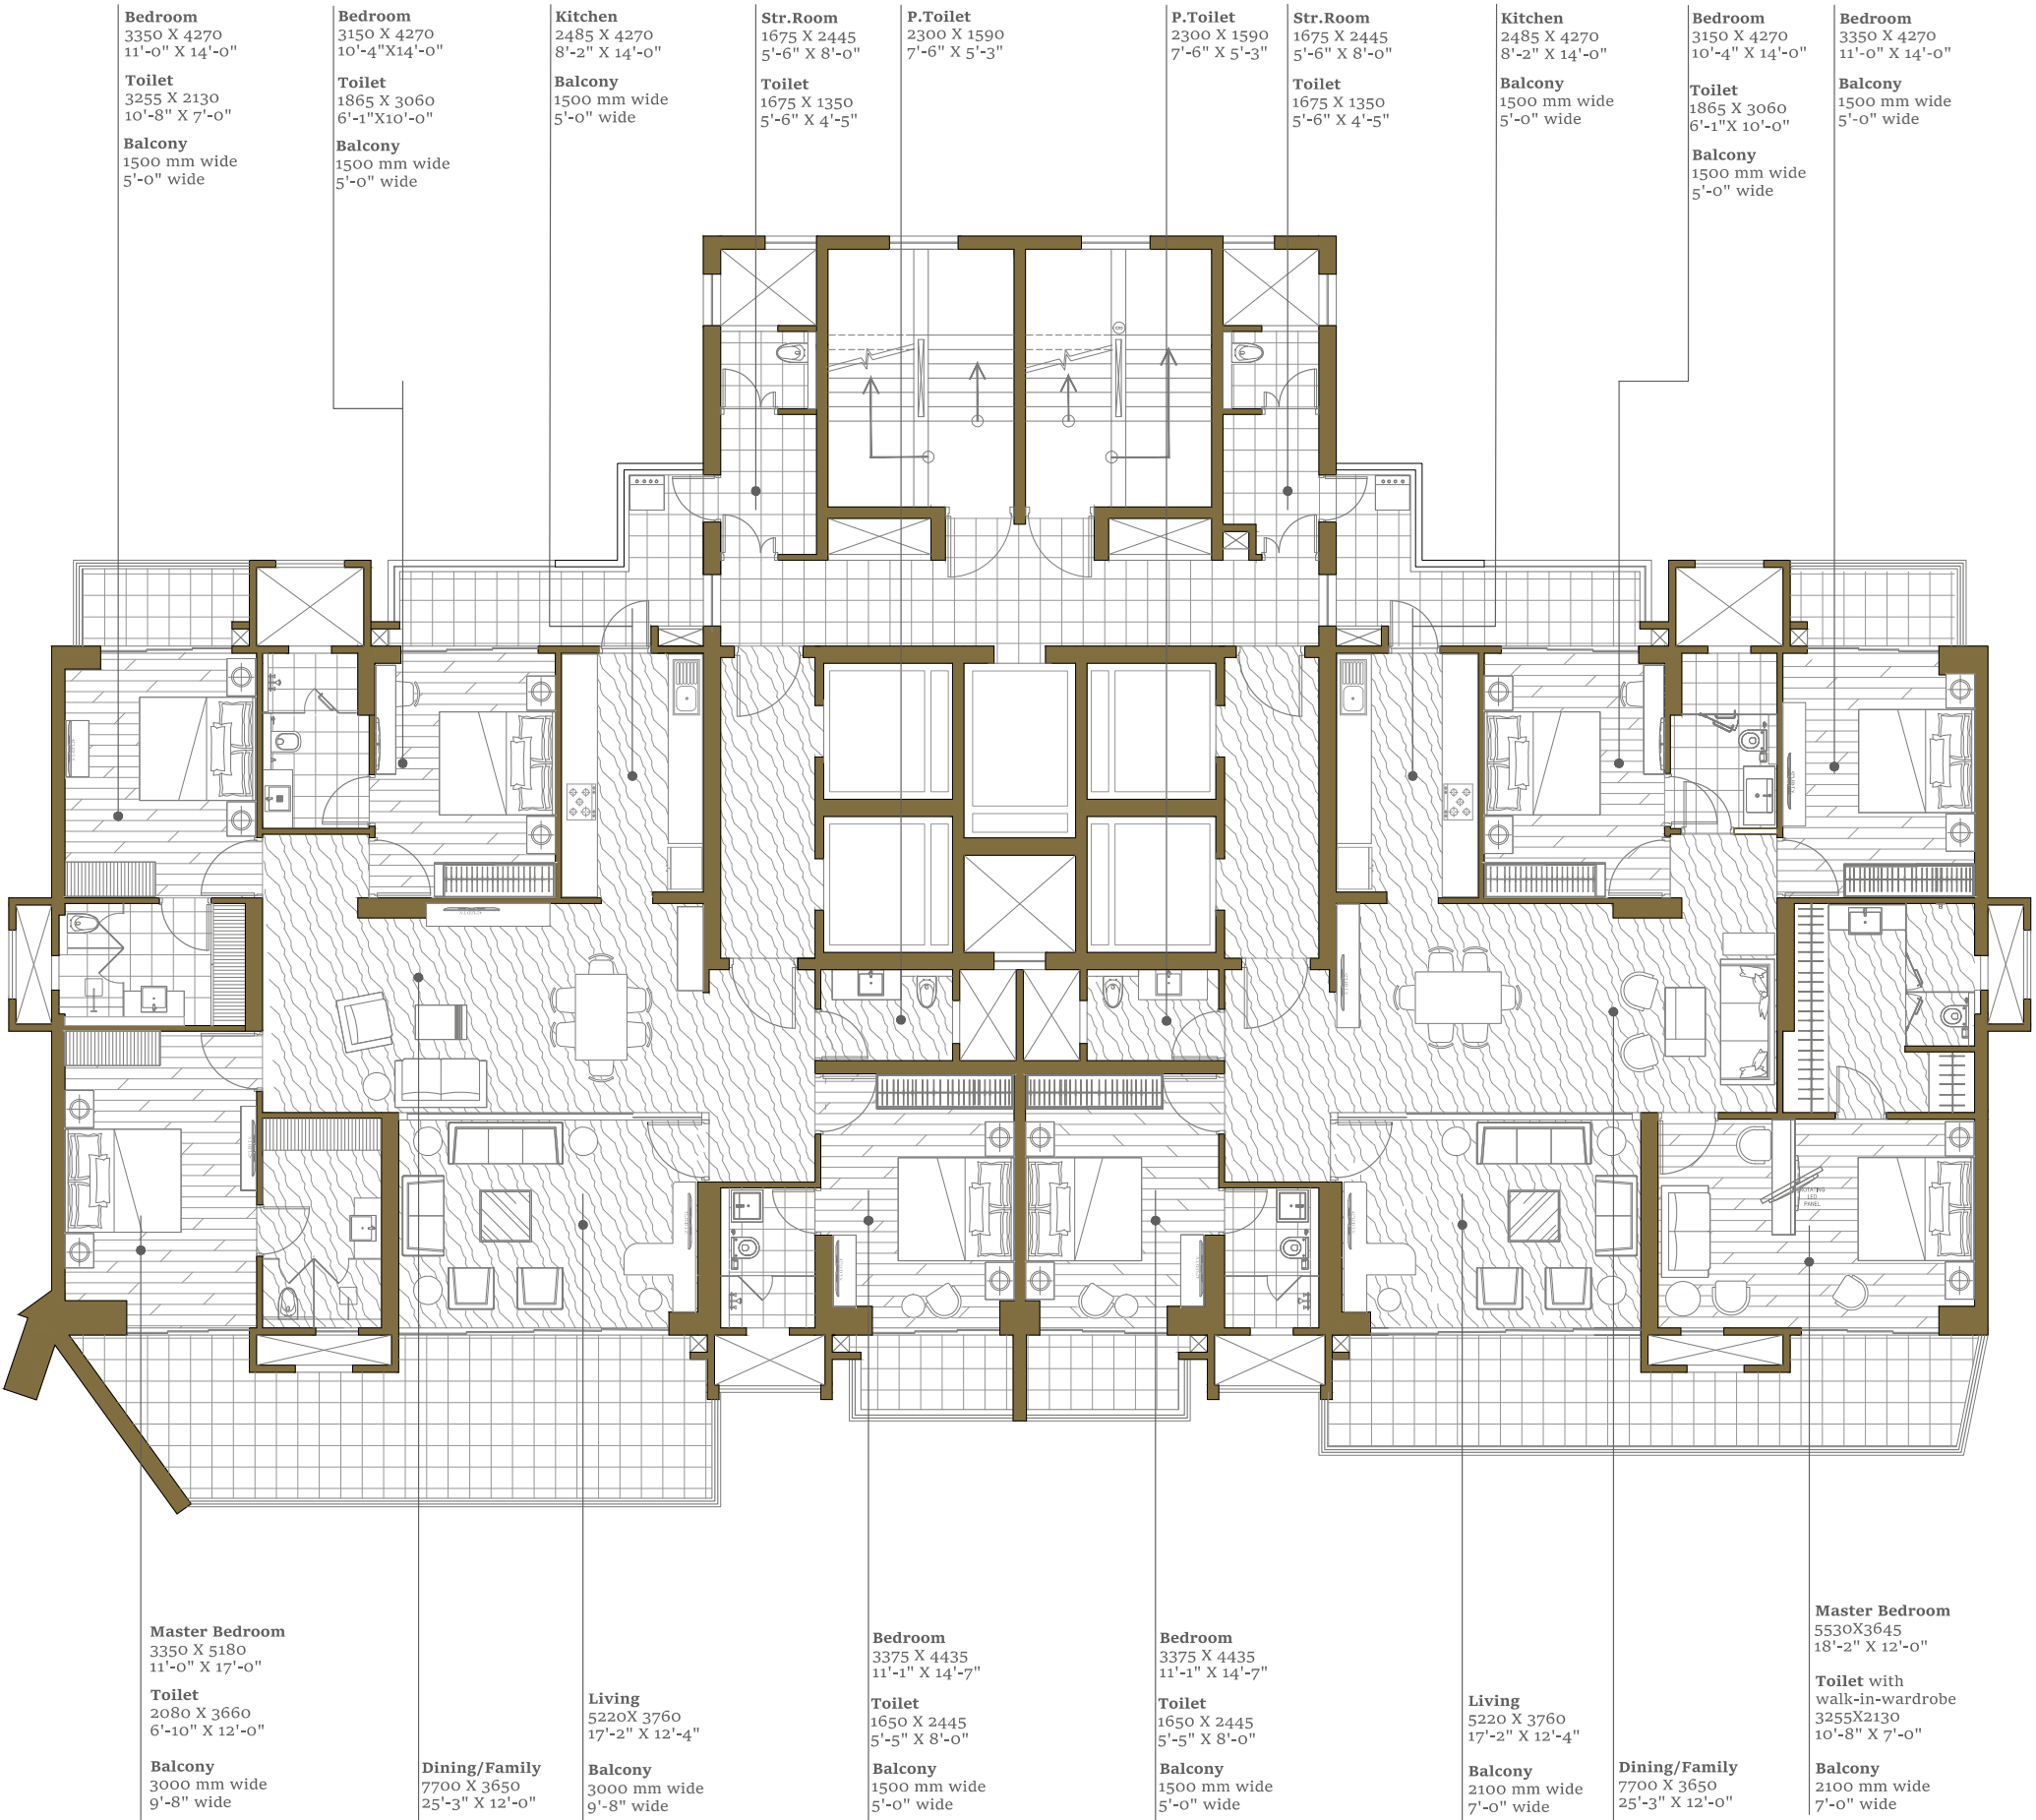 Bedroom
3350 X 4270
11'-0" X 14'-0"
Toilet
3255 X 2130
10'-8" X 7'-0"
Balcony
1500 mm wide
5'-0" wide
Bedroom
3150 X 4270
10'-4"X14'-0"
Toilet
1865 X 3060
6'-1"X10'-0"
Balcony
1500 mm wide
5'-0" wide
Kitchen
2485 X 4270
8'-2" X 14'-0"
Balcony
1500 mm wide
5'-0" wide
Str.Room
1675 X 2445
5'-6" X 8'-0"
Toilet
1675 X 1350
5'-6" X 4'-5"
P.Toilet
2300 X 1590
7'-6" X 5'-3"
P.Toilet
2300 X 1590
7'-6" X 5'-3"
Str.Room
1675 X 2445
5'-6" X 8'-0"
Toilet
1675 X 1350
5'-6" X 4'-5"
Kitchen
2485 X 4270
8'-2" X 14'-0"
Balcony
1500 mm wide
5'-0" wide
Bedroom
3150 X 4270
10'-4" X 14'-0"
Toilet
1865 X 3060
6'-1"X 10'-0"
Balcony
1500 mm wide
5'-0" wide
Bedroom
3350 X 4270
11'-0" X 14'-0"
Balcony
1500 mm wide
5'-0" wide
ROTATING
LED
PANEL
Master Bedroom
3350 X 5180
11'-0" X 17'-0"
Toilet
2080 X 3660
6'-10" X 12'-0"
Balcony
3000 mm wide
9'-8" wide
Dining/Family
7700 X 3650
25'-3" X 12'-0"
Living
5220X 3760
17'-2" X 12'-4"
Balcony
3000 mm wide
9'-8" wide
Bedroom
3375 X 4435
11'-1" X 14'-7"
Toilet
1650 X 2445
5'-5" X 8'-0"
Balcony
1500 mm wide
5'-0" wide
Bedroom
3375 X 4435
11'-1" X 14'-7"
Toilet
1650 X 2445
5'-5" X 8'-0"
Balcony
1500 mm wide
5'-0" wide
Living
5220 X 3760
17'-2" X 12'-4"
Balcony
2100 mm wide
7'-0" wide
Dining/Family
7700 X 3650
25'-3" X 12'-0"
Master Bedroom
5530X3645
18'-2" X 12'-0"
Toilet with
walk-in-wardrobe
3255X2130
10'-8" X 7'-0"
Balcony
2100 mm wide
7'-0" wide